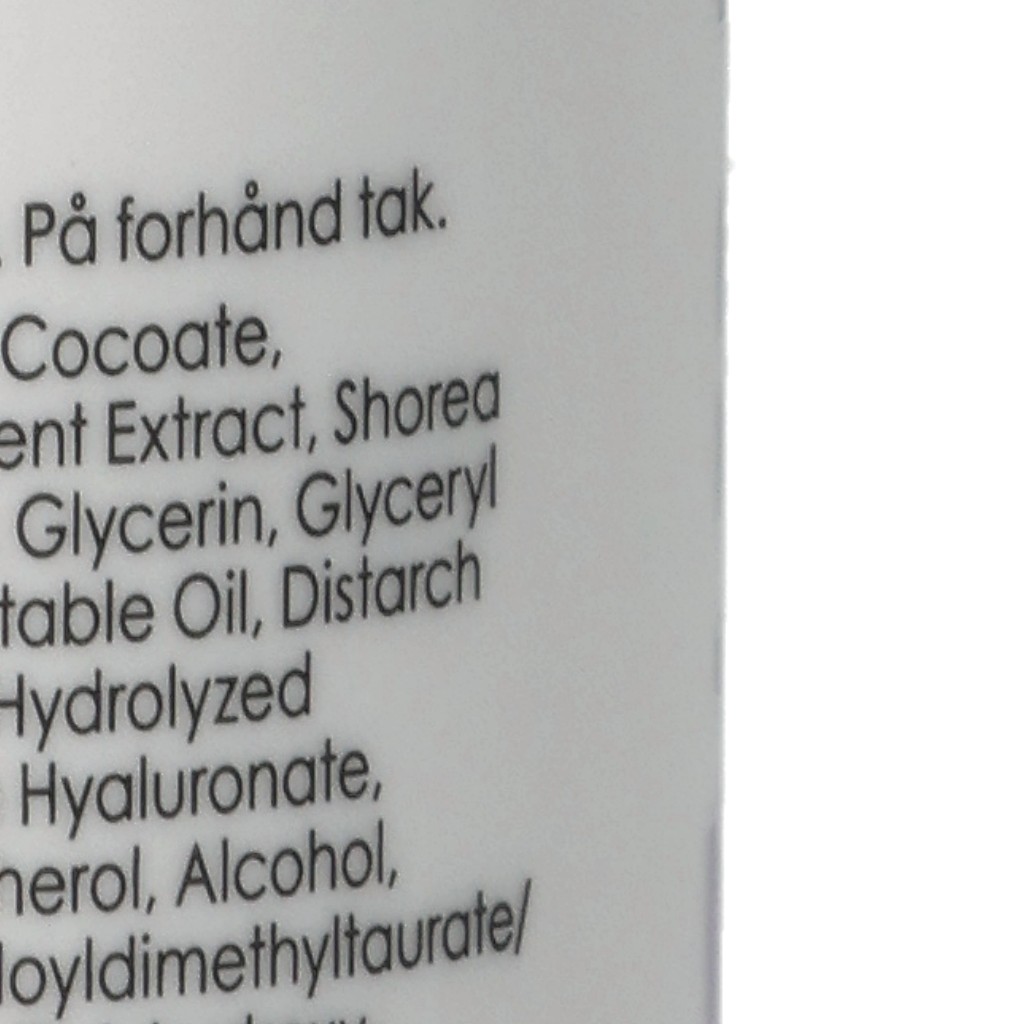 . På forhånd tak.
Cocoate,
ent Extract, Shorea
Glycerin, Glyceryl
table Oil, Distarch
Hydrolyzed
Hyaluronate,
herol, Alcohol,
loyldimethyltaurate/